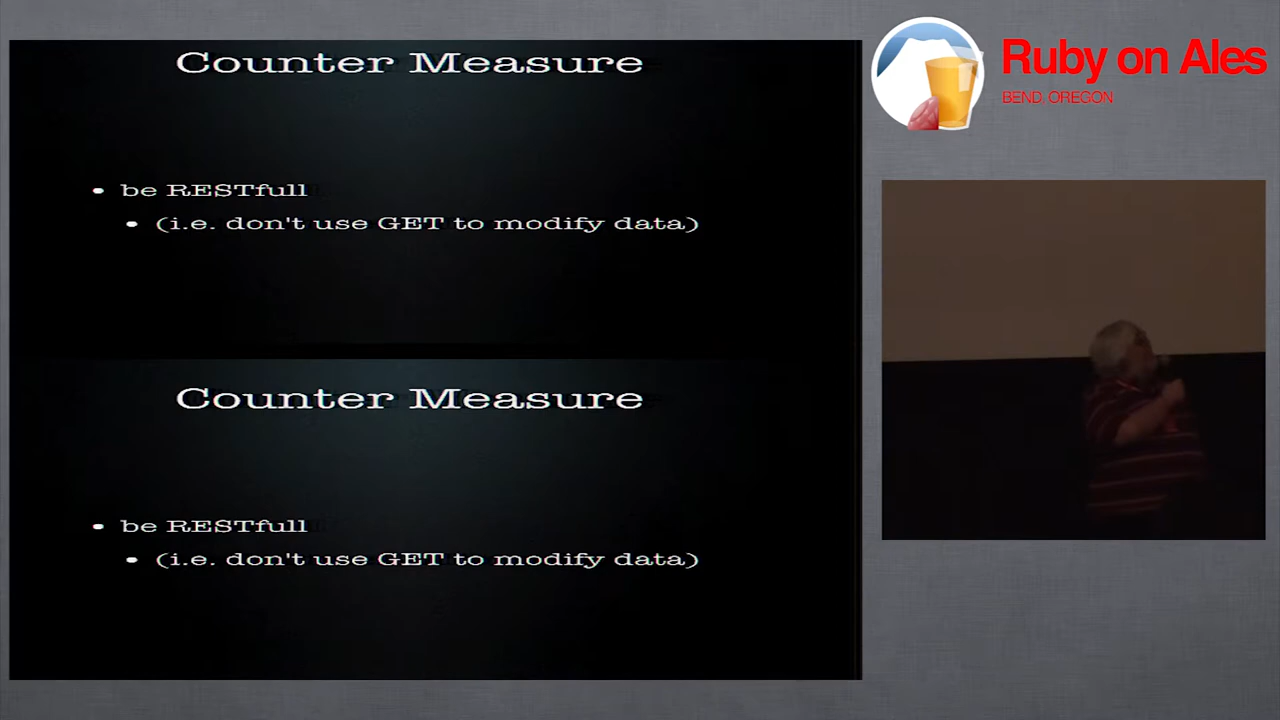 Counter Measure
• be RESTfull
• (i.e. don't use GET to modify data)
Counter Measure
• be RESTfull
• (i.e. don't use GET to modify data)
Ruby on Ales
BEND, OREGON